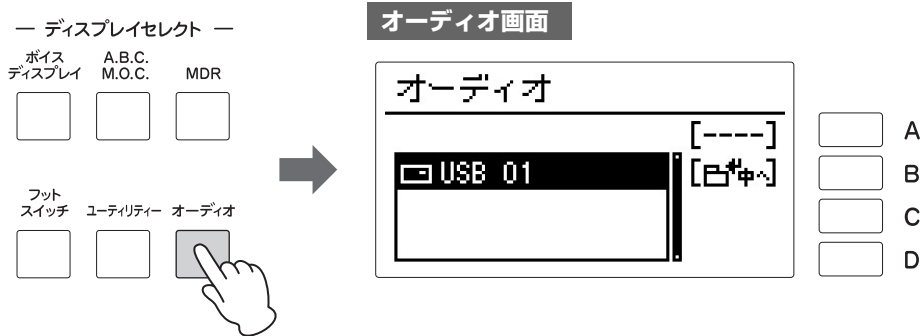 — ディスプレイセレクト —
ボイス
ディスプレイ
A.B.C.
M.O.C.
MDR
フット
スイッチ
ユーティリティー
オーディオ
オーディオ画面
オーディオ
[----]
USB 01
A
B
C
D